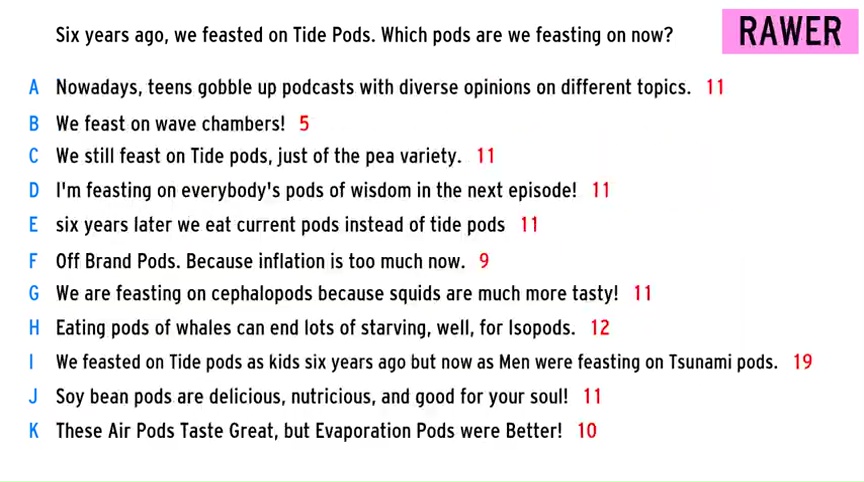 Six years ago, we feasted on Tide Pods. Which pods are we feasting on now?
RAWER
A Nowadays, teens gobble up podcasts with diverse opinions on different topics. 11
B We feast on wave chambers! 5
C We still feast on Tide pods, just of the pea variety. 11
D I'm feasting on everybody's pods of wisdom in the next episode! 11
E six years later we eat current pods instead of tide pods 11
F Off Brand Pods. Because inflation is too much now. 9
G We are feasting on cephalopods because squids are much more tasty! 11
H Eating pods of whales can end lots of starving, well, for Isopods. 12
I We feasted on Tide pods as kids six years ago but now as Men were feasting on Tsunami pods. 19
J Soy bean pods are delicious, nutricious, and good for your soul! 11
K These Air Pods Taste Great, but Evaporation Pods were Better! 10